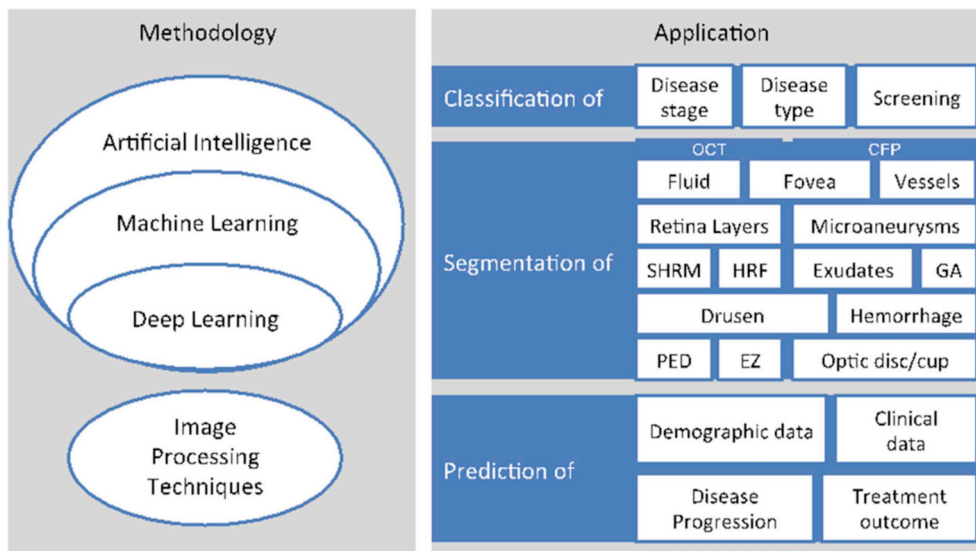 Methodology
Artificial Intelligence
Machine Learning
Deep Learning
Image
Processing
Techniques
Application
Classification of
Disease
stage
Disease
type
Screening
Segmentation of
OCT
CFP
Fluid
Fovea
Vessels
Retina Layers
Microaneurysms
SHRM
HRF
Exudates
GA
Drusen
Hemorrhage
PED
EZ
Optic disc/cup
Prediction of
Demographic data
Clinical
data
Disease
Progression
Treatment
outcome